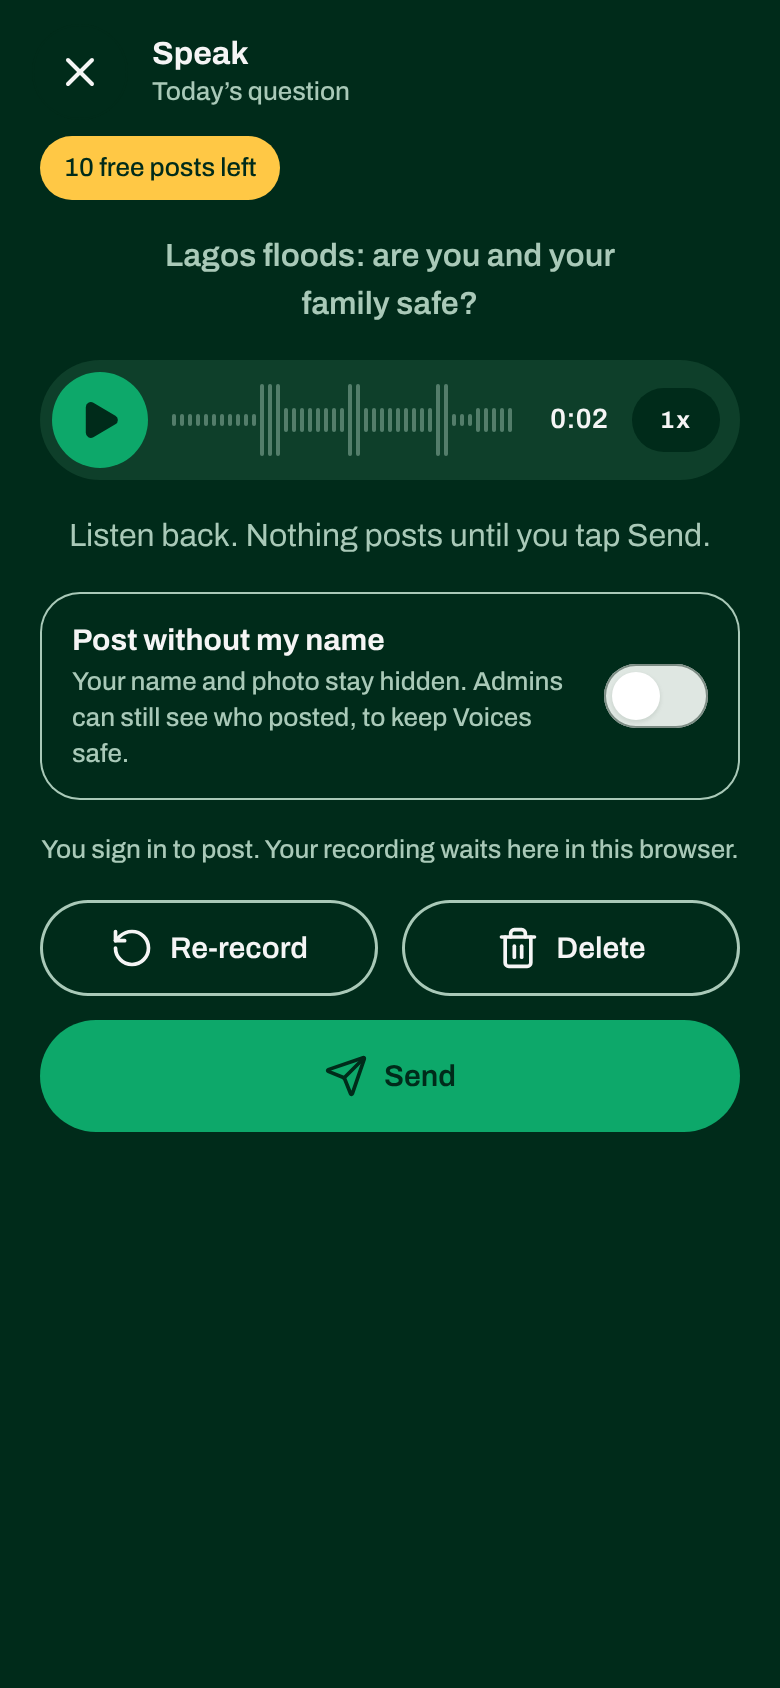 Speak
Today’s question
10 free posts left
Lagos floods: are you and your
family safe?
0:02
1x
Listen back. Nothing posts until you tap Send.
Post without my name
Your name and photo stay hidden. Admins
can still see who posted, to keep Voices
safe.
You sign in to post. Your recording waits here in this browser.
Re-record
Delete
Send